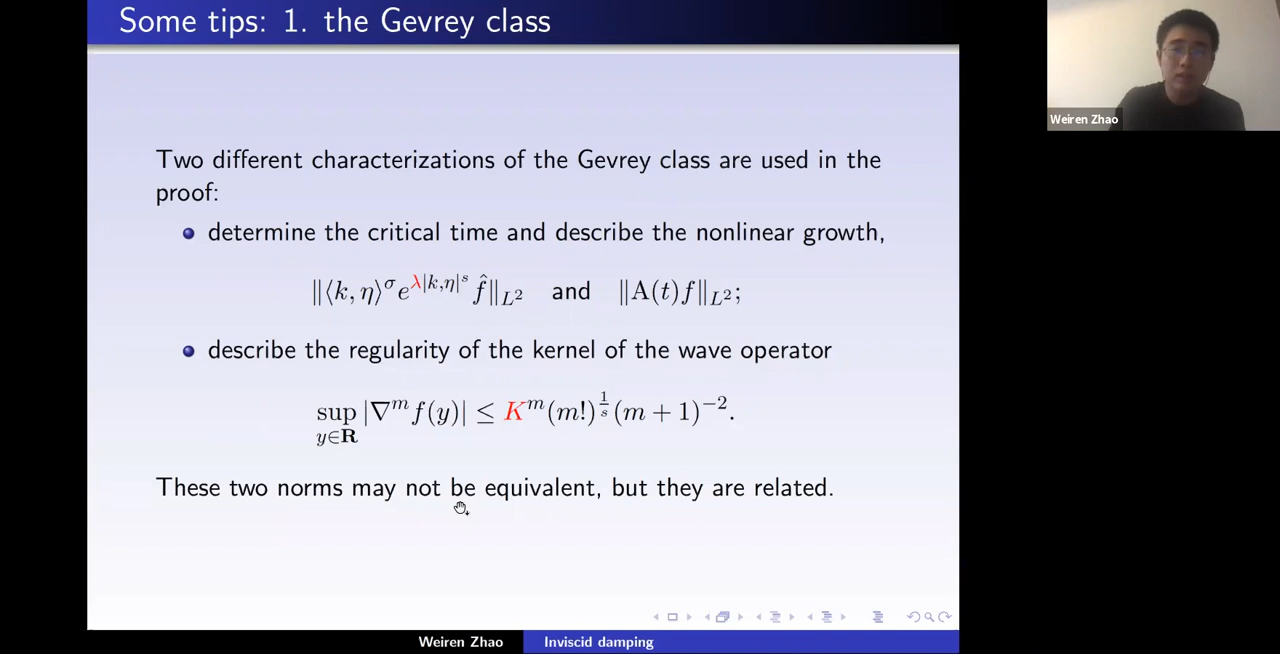 Some tips: 1. the Gevrey class
Weiren Zhao
Two different characterizations of the Gevrey class are used in the
proof:
determine the critical time and describe the nonlinear growth,
‖⟨k, η⟩^σ e^{λ|k,η|^s} f̂‖_{L²} and ‖A(t)f‖_{L²};
describe the regularity of the kernel of the wave operator
sup_{y∈R} |∇^m f(y)| ≤ K^m (m!)^{1/s} (m + 1)^{−2}.
These two norms may not be equivalent, but they are related.
Weiren Zhao Inviscid damping